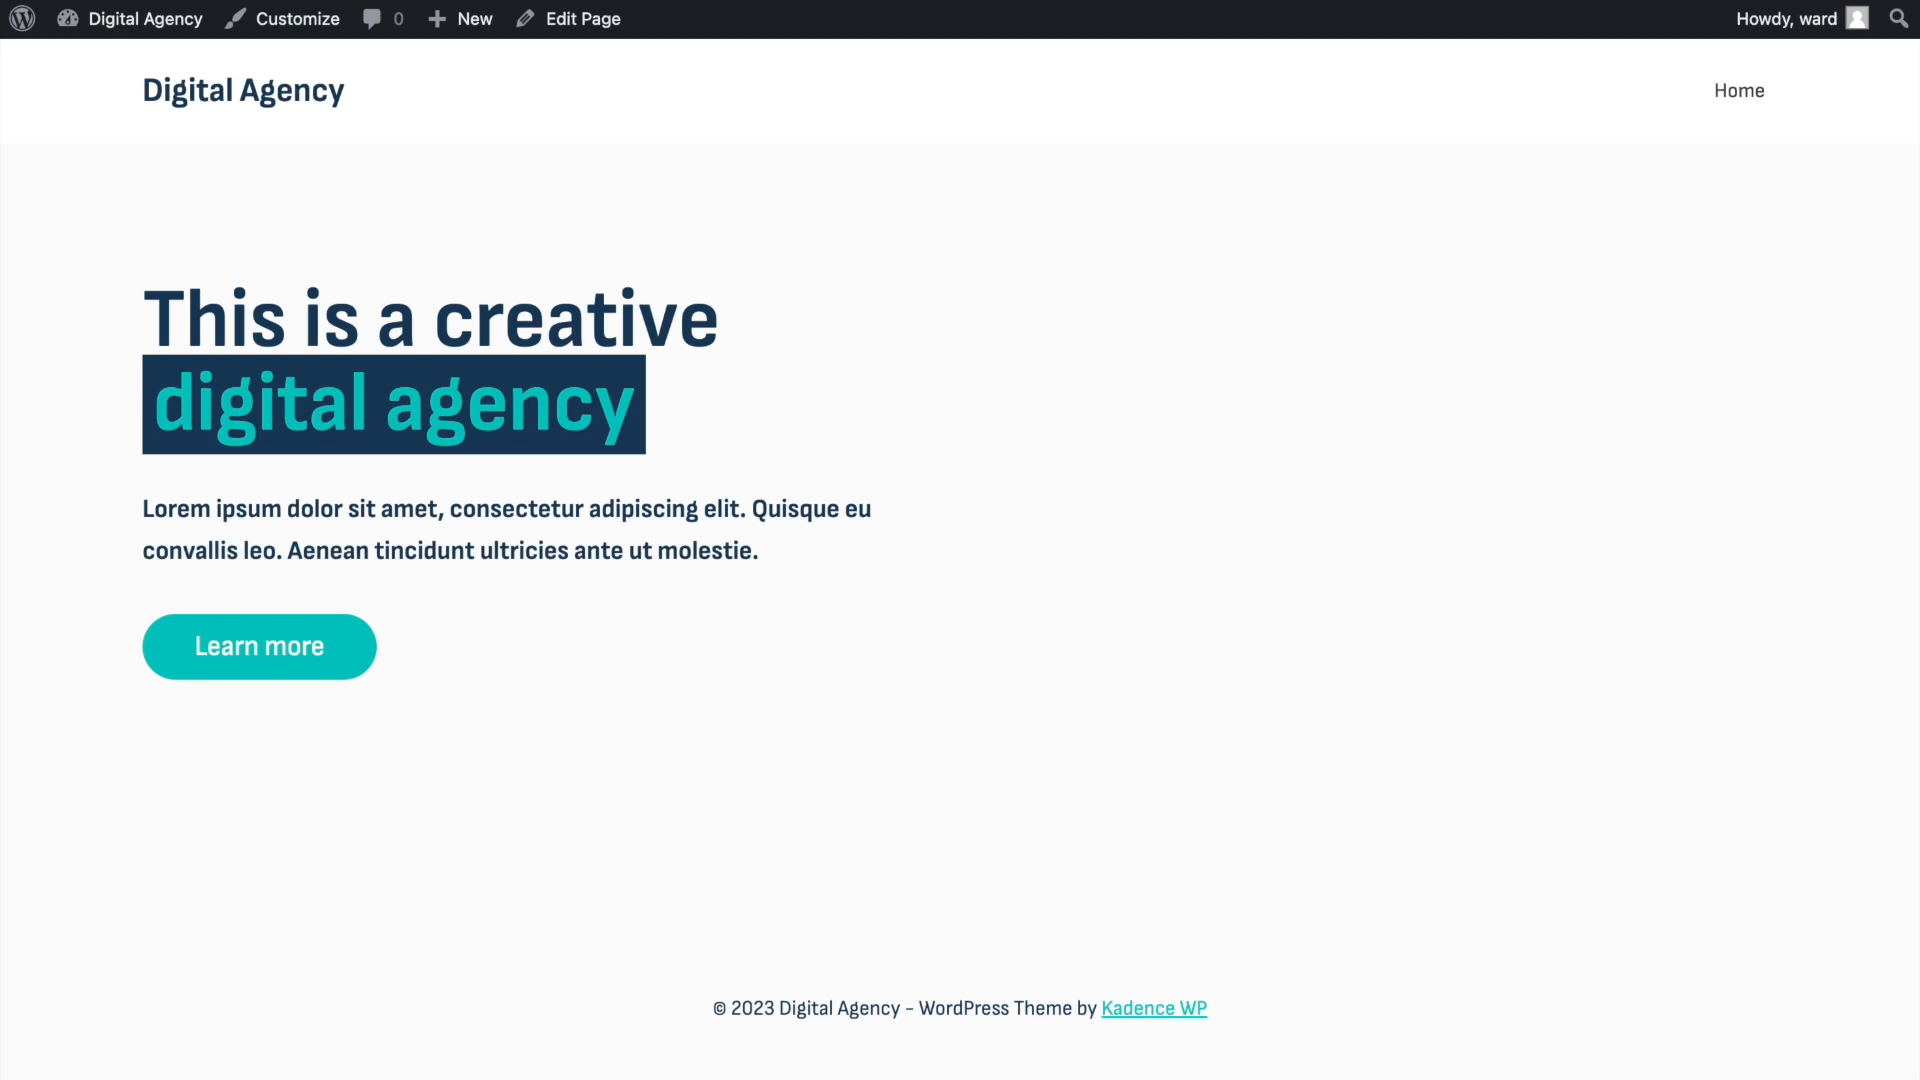 Digital Agency Customize 0 New Edit Page Howdy, ward
Digital Agency Home
This is a creative
digital agency
Lorem ipsum dolor sit amet, consectetur adipiscing elit. Quisque eu
convallis leo. Aenean tincidunt ultricies ante ut molestie.
Learn more
© 2023 Digital Agency - WordPress Theme by Kadence WP